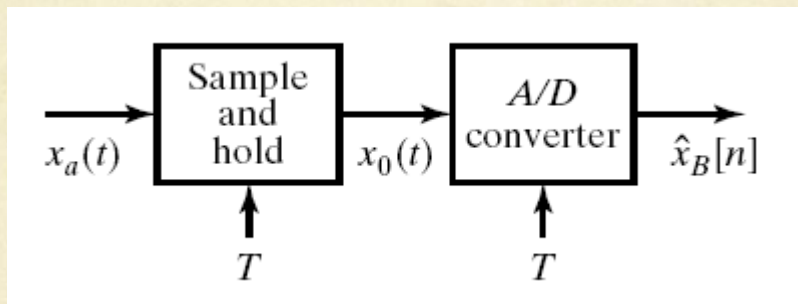 Sample
and
hold
A/D
converter
x_a(t)
x_0(t)
x̂_B[n]
T
T